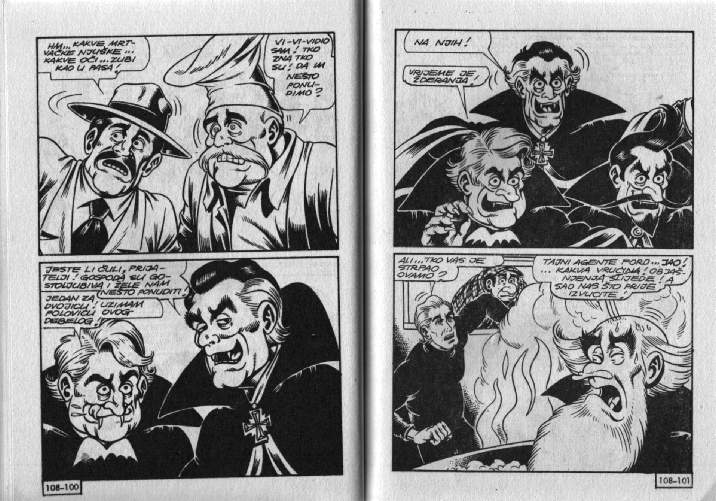 HM... KAKVE MRT-
VAČKE NJUŠKE...
KAKVE OČI... ZUBI
KAO U PASA!
VI-VI-VIDIO
SAM! TKO
ZNA TKO
SU! DA IM
NEŠTO
PONU-
DIMO?
JESTE LI ČULI, PRIJA-
TELJI! GOSPODA SU GO-
STOLJUBIVA I ŽELE NAM
NEŠTO PONUDITI!
JEDAN ZA
DVOJICU! UZIMAM
POLOVICU OVOG
DEBELOG!
108-100
NA NJIH!
VRIJEME JE
ŽDERANJA!
ALI... TKO VAS JE
STRPAO
OVAMO?
TAJNI AGENTE FORD... JAO!
... KAKVA VRUĆINA! OBJAŠ-
NJENJA SLIJEDE, A
SAD NAS ŠTO PRIJE
IZVUCITE!
108-101